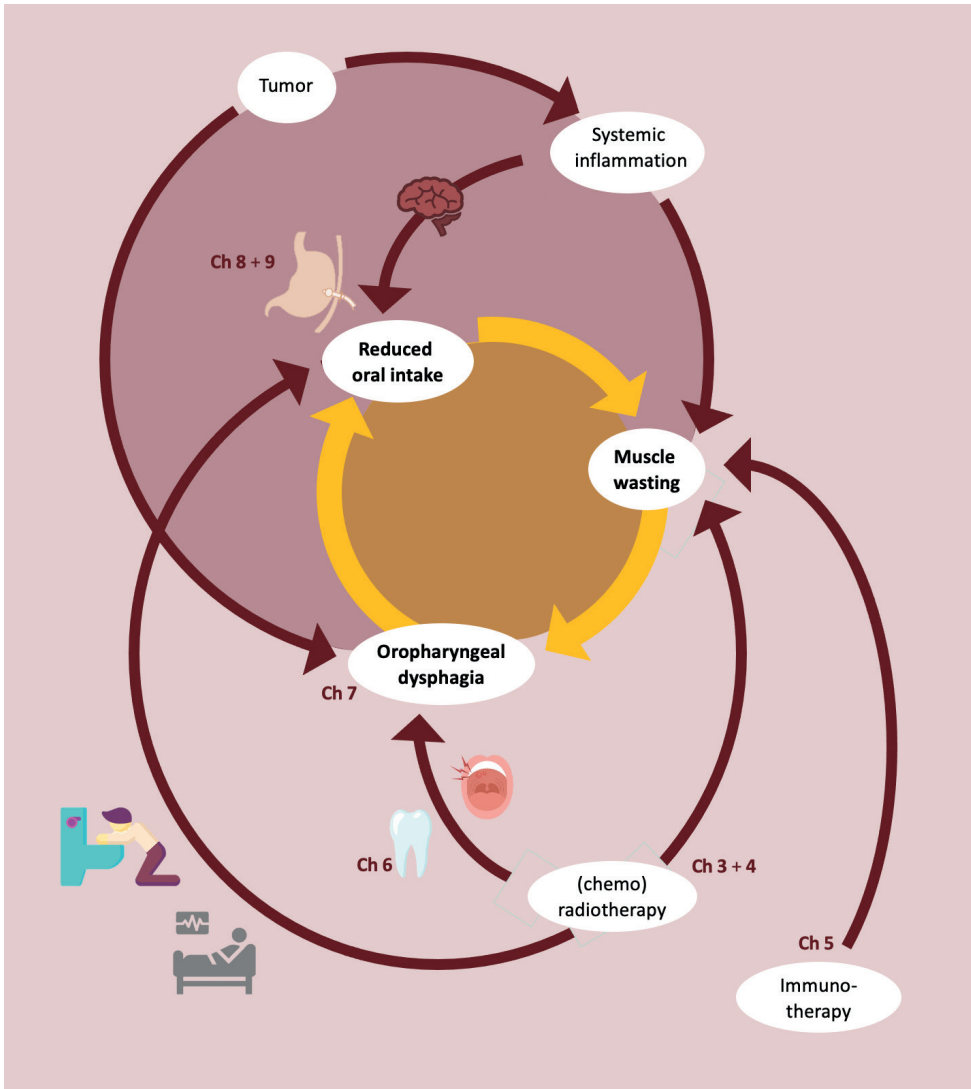 Tumor
Systemic
inflammation
Ch 8 + 9
Reduced
oral intake
Muscle
wasting
Oropharyngeal
dysphagia
Ch 7
Ch 6
Ch 3 + 4
(chemo)
radiotherapy
Ch 5
Immuno-
therapy